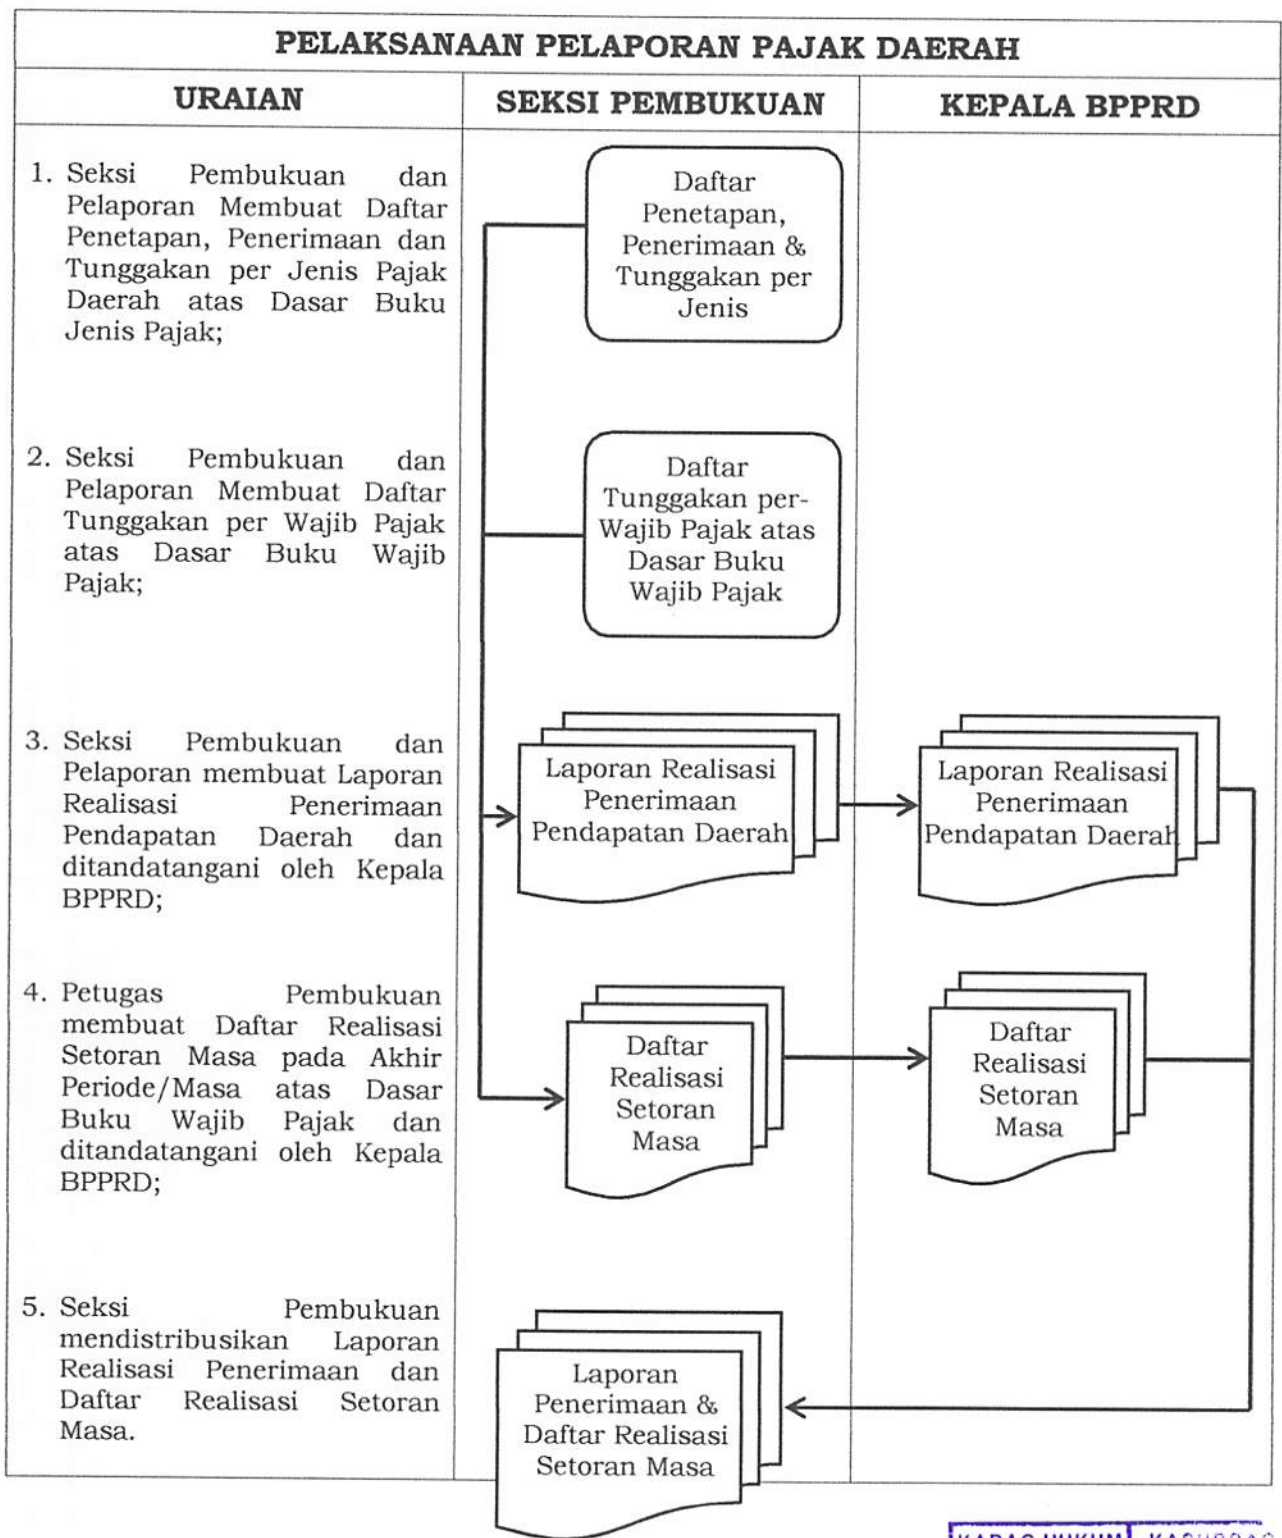 PELAKSANAAN PELAPORAN PAJAK DAERAH
URAIAN
SEKSI PEMBUKUAN
KEPALA BPPRD
1. Seksi Pembukuan dan
Pelaporan Membuat Daftar
Penetapan, Penerimaan dan
Tunggakan per Jenis Pajak
Daerah atas Dasar Buku
Jenis Pajak;
Daftar
Penetapan,
Penerimaan &
Tunggakan per
Jenis
2. Seksi Pembukuan dan
Pelaporan Membuat Daftar
Tunggakan per Wajib Pajak
atas Dasar Buku Wajib
Pajak;
Daftar
Tunggakan per-
Wajib Pajak atas
Dasar Buku
Wajib Pajak
3. Seksi Pembukuan dan
Pelaporan membuat Laporan
Realisasi Penerimaan
Pendapatan Daerah dan
ditandatangani oleh Kepala
BPPRD;
Laporan Realisasi
Penerimaan
Pendapatan Daerah
Laporan Realisasi
Penerimaan
Pendapatan Daerah
4. Petugas Pembukuan
membuat Daftar Realisasi
Setoran Masa pada Akhir
Periode/Masa atas Dasar
Buku Wajib Pajak dan
ditandatangani oleh Kepala
BPPRD;
Daftar
Realisasi
Setoran
Masa
Daftar
Realisasi
Setoran
Masa
5. Seksi Pembukuan
mendistribusikan Laporan
Realisasi Penerimaan dan
Daftar Realisasi Setoran
Masa.
Laporan
Penerimaan &
Daftar Realisasi
Setoran Masa
HUKUM